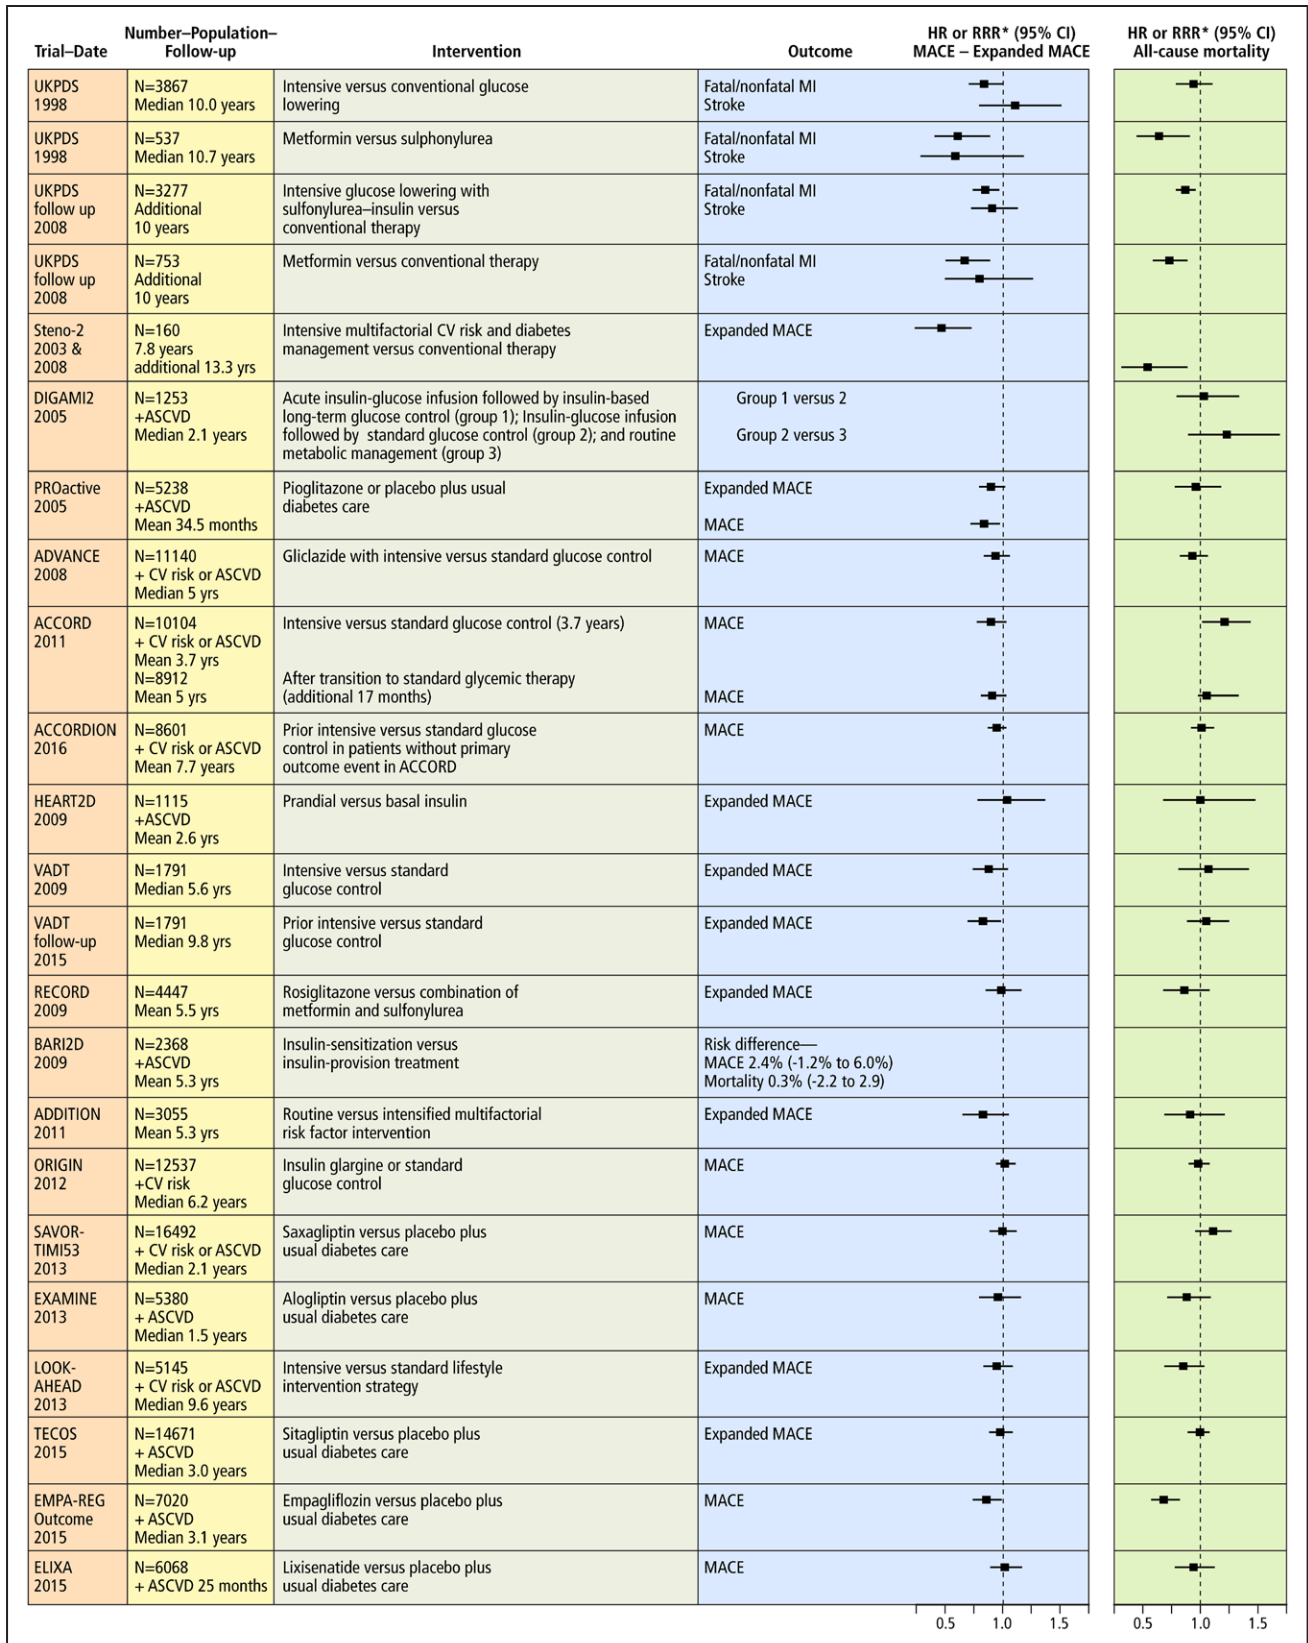 Trial–Date
Number–Population–
Follow-up
Intervention
Outcome
HR or RRR* (95% CI)
MACE – Expanded MACE
HR or RRR* (95% CI)
All-cause mortality
UKPDS
1998
N=3867
Median 10.0 years
Intensive versus conventional glucose
lowering
Fatal/nonfatal MI
Stroke
UKPDS
1998
N=537
Median 10.7 years
Metformin versus sulphonylurea
Fatal/nonfatal MI
Stroke
UKPDS
follow up
2008
N=3277
Additional
10 years
Intensive glucose lowering with
sulfonylurea–insulin versus
conventional therapy
Fatal/nonfatal MI
Stroke
UKPDS
follow up
2008
N=753
Additional
10 years
Metformin versus conventional therapy
Fatal/nonfatal MI
Stroke
Steno-2
2003 &
2008
N=160
7.8 years
additional 13.3 yrs
Intensive multifactorial CV risk and diabetes
management versus conventional therapy
Expanded MACE
DIGAMI2
2005
N=1253
+ASCVD
Median 2.1 years
Acute insulin-glucose infusion followed by insulin-based
long-term glucose control (group 1); Insulin-glucose infusion
followed by standard glucose control (group 2); and routine
metabolic management (group 3)
Group 1 versus 2
Group 2 versus 3
PROactive
2005
N=5238
+ASCVD
Mean 34.5 months
Pioglitazone or placebo plus usual
diabetes care
Expanded MACE
MACE
ADVANCE
2008
N=11140
+ CV risk or ASCVD
Median 5 yrs
Gliclazide with intensive versus standard glucose control
MACE
ACCORD
2011
N=10104
+ CV risk or ASCVD
Mean 3.7 yrs
N=8912
Mean 5 yrs
Intensive versus standard glucose control (3.7 years)
After transition to standard glycemic therapy
(additional 17 months)
MACE
MACE
ACCORDION
2016
N=8601
+ CV risk or ASCVD
Mean 7.7 years
Prior intensive versus standard glucose
control in patients without primary
outcome event in ACCORD
MACE
HEART2D
2009
N=1115
+ASCVD
Mean 2.6 yrs
Prandial versus basal insulin
Expanded MACE
VADT
2009
N=1791
Median 5.6 yrs
Intensive versus standard
glucose control
Expanded MACE
VADT
follow-up
2015
N=1791
Median 9.8 yrs
Prior intensive versus standard
glucose control
Expanded MACE
RECORD
2009
N=4447
Mean 5.5 yrs
Rosiglitazone versus combination of
metformin and sulfonylurea
Expanded MACE
BARI2D
2009
N=2368
+ASCVD
Mean 5.3 yrs
Insulin-sensitization versus
insulin-provision treatment
Risk difference—
MACE 2.4% (-1.2% to 6.0%)
Mortality 0.3% (-2.2 to 2.9)
ADDITION
2011
N=3055
Mean 5.3 yrs
Routine versus intensified multifactorial
risk factor intervention
Expanded MACE
ORIGIN
2012
N=12537
+CV risk
Median 6.2 years
Insulin glargine or standard
glucose control
MACE
SAVOR-
TIMI53
2013
N=16492
+ CV risk or ASCVD
Median 2.1 years
Saxagliptin versus placebo plus
usual diabetes care
MACE
EXAMINE
2013
N=5380
+ ASCVD
Median 1.5 years
Alogliptin versus placebo plus
usual diabetes care
MACE
LOOK-
AHEAD
2013
N=5145
+ CV risk or ASCVD
Median 9.6 years
Intensive versus standard lifestyle
intervention strategy
Expanded MACE
TECOS
2015
N=14671
+ ASCVD
Median 3.0 years
Sitagliptin versus placebo plus
usual diabetes care
Expanded MACE
EMPA-REG
Outcome
2015
N=7020
+ ASCVD
Median 3.1 years
Empagliflozin versus placebo plus
usual diabetes care
MACE
ELIXA
2015
N=6068
+ ASCVD 25 months
Lixisenatide versus placebo plus
usual diabetes care
MACE
0.5 1.0 1.5
0.5 1.0 1.5